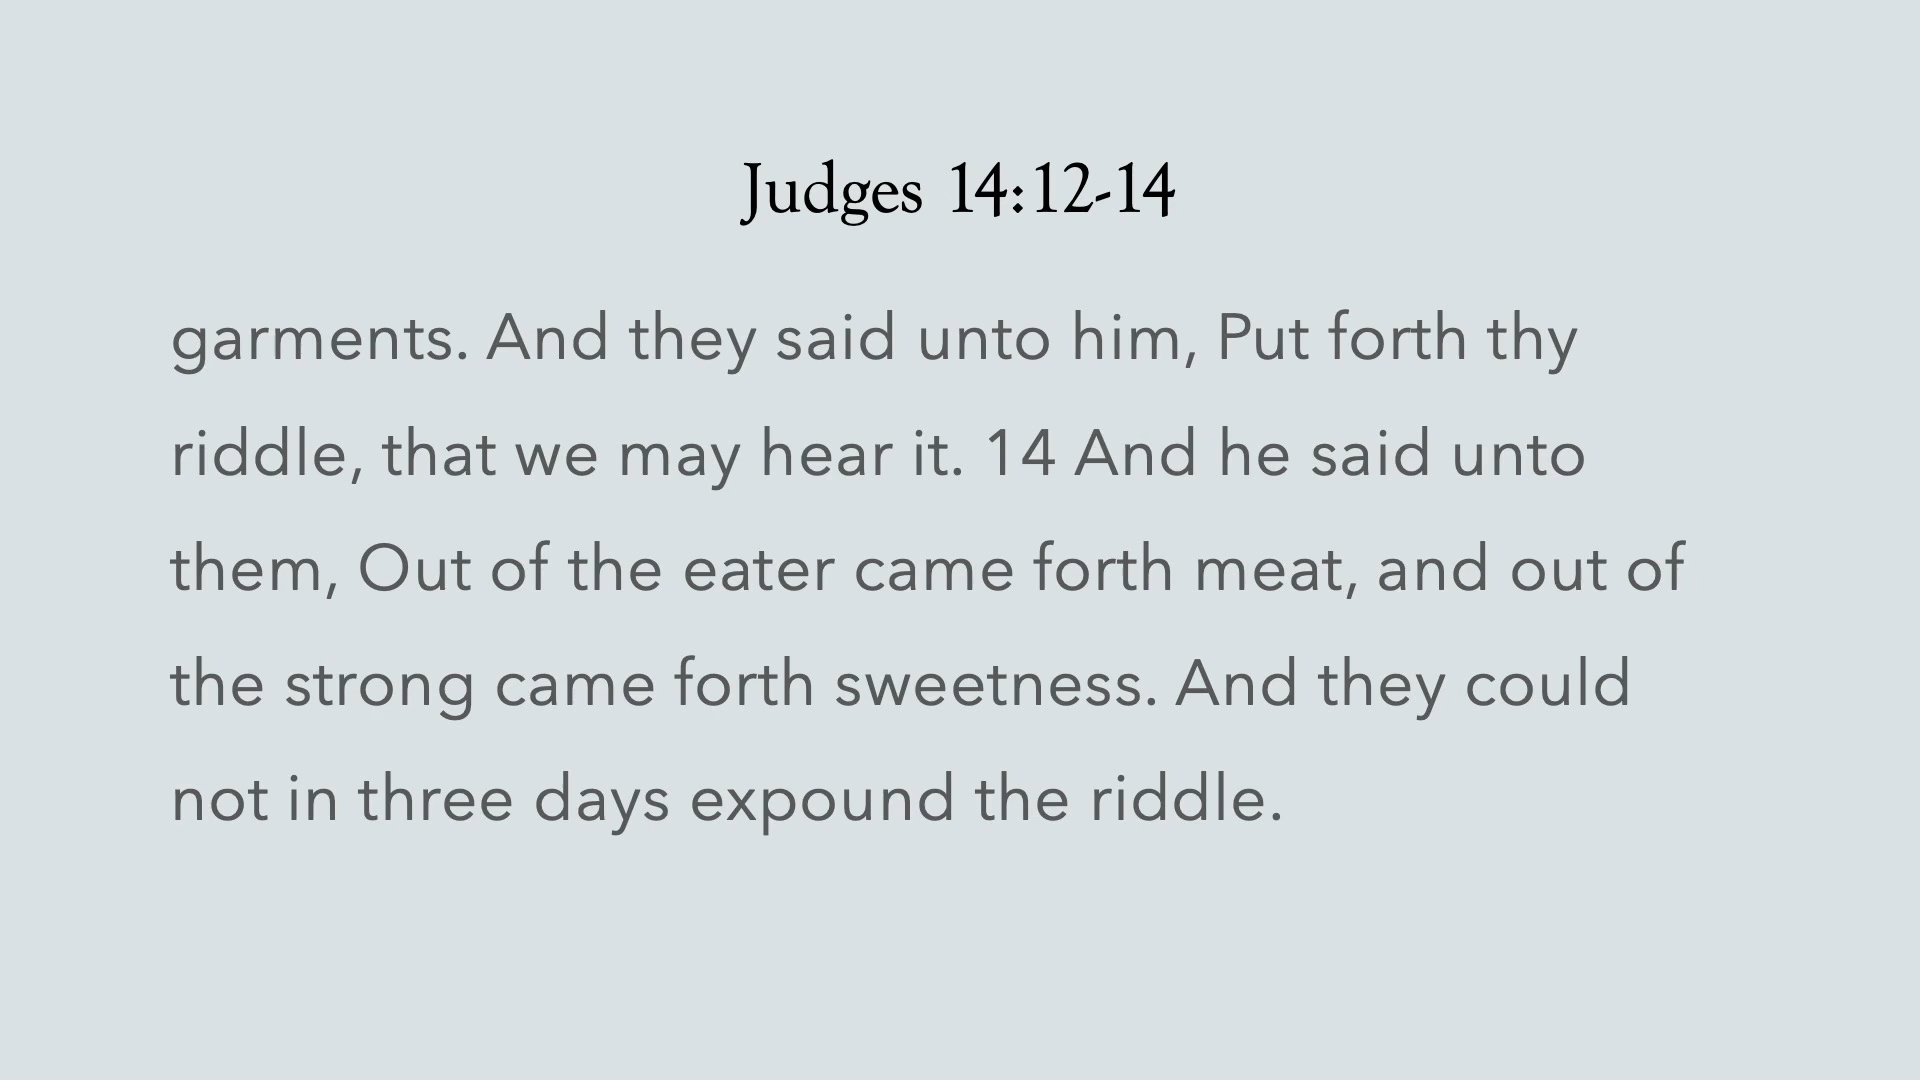 Judges 14:12-14
garments. And they said unto him, Put forth thy
riddle, that we may hear it. 14 And he said unto
them, Out of the eater came forth meat, and out of
the strong came forth sweetness. And they could
not in three days expound the riddle.